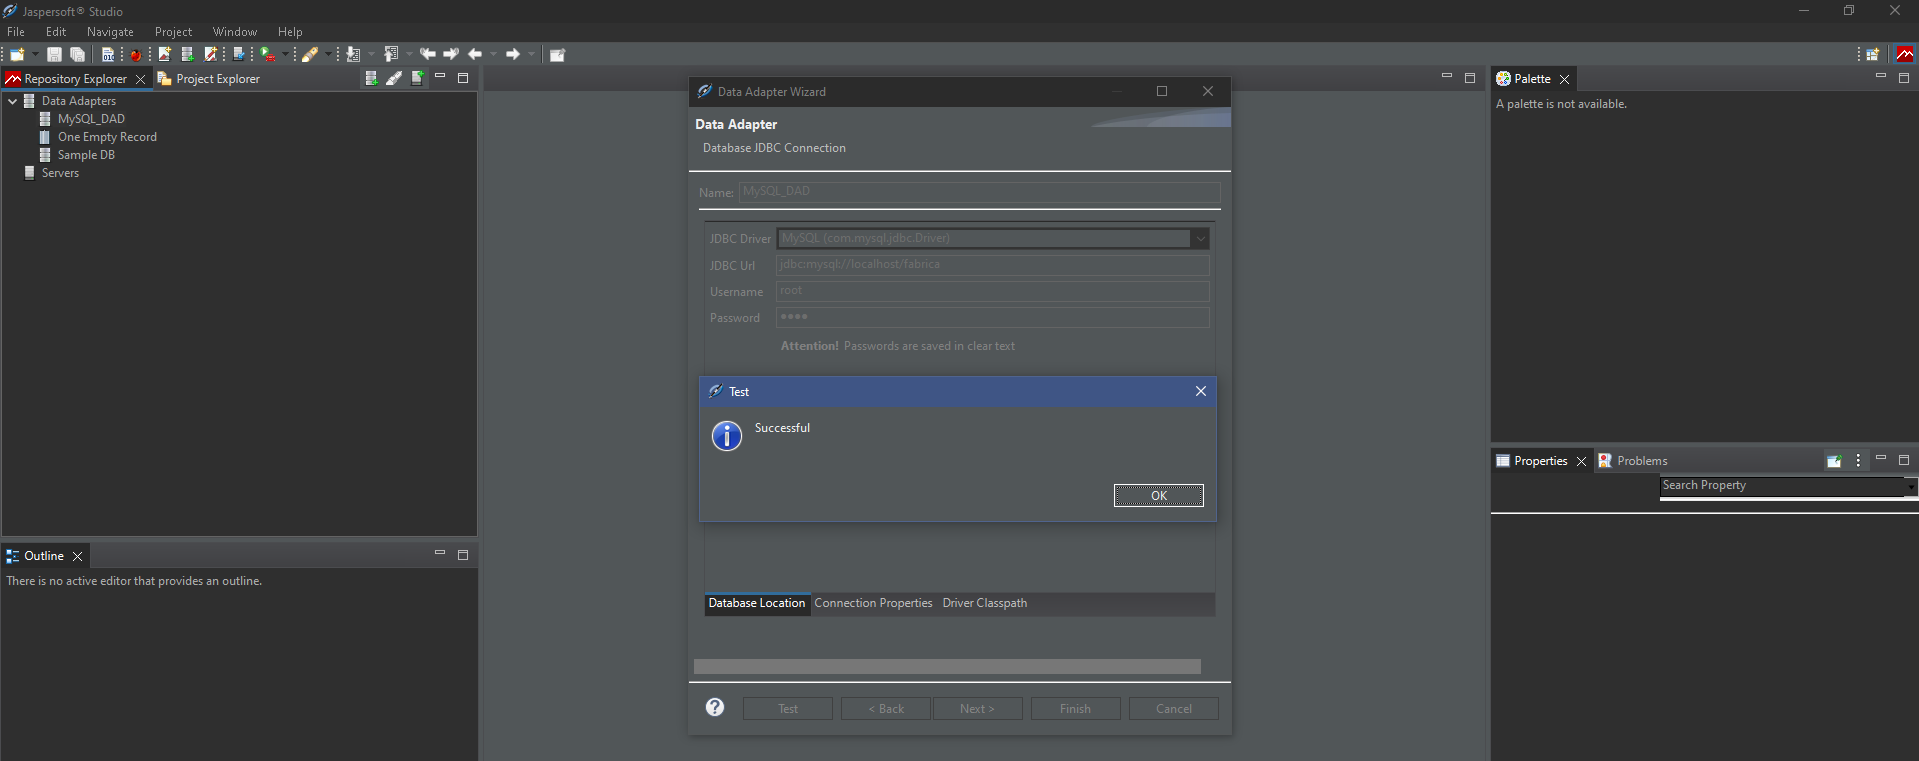 Jaspersoft® Studio
File Edit Navigate Project Window Help
Repository Explorer Project Explorer
Data Adapters
MySQL_DAD
One Empty Record
Sample DB
Servers
Outline
There is no active editor that provides an outline.
Data Adapter Wizard
Data Adapter
Database JDBC Connection
Name: MySQL_DAD
JDBC Driver MySQL (com.mysql.jdbc.Driver)
JDBC Url jdbc:mysql://localhost/fabrica
Username root
Password ●●●●
Attention! Passwords are saved in clear text
Test
Successful
OK
Database Location Connection Properties Driver Classpath
Test < Back Next > Finish Cancel
Palette
A palette is not available.
Properties Problems
Search Property